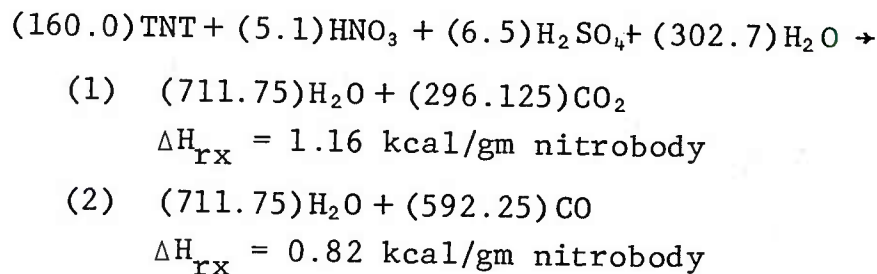 (160.0)TNT + (5.1)HNO₃ + (6.5)H₂SO₄ + (302.7)H₂O →
(1) (711.75)H₂O + (296.125)CO₂
ΔH_rx = 1.16 kcal/gm nitrobody
(2) (711.75)H₂O + (592.25)CO
ΔH_rx = 0.82 kcal/gm nitrobody